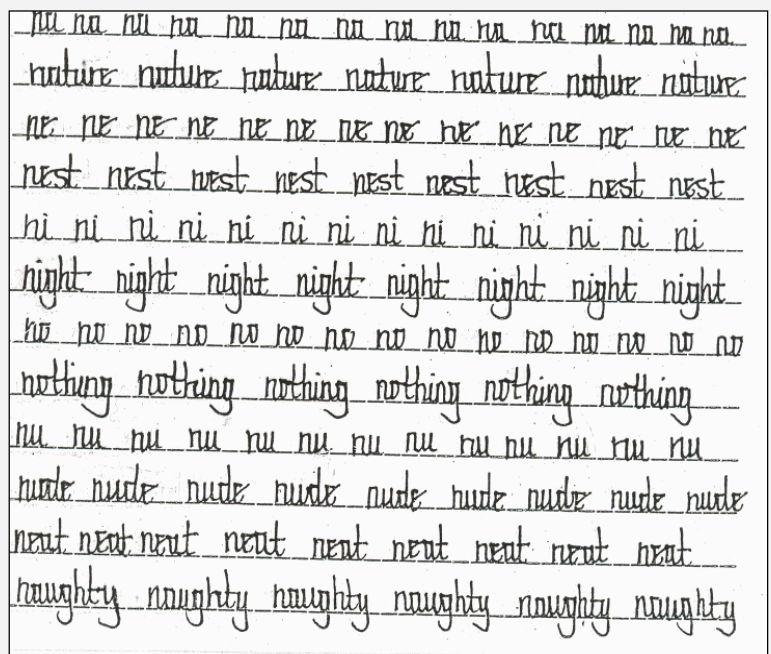 na na na na na na na na na na na na na na na
nature nature nature nature nature nature nature
ne ne ne ne ne ne ne ne ne ne ne ne ne ne
nest nest nest nest nest nest nest nest nest
ni ni ni ni ni ni ni ni ni ni ni ni ni ni
night night night night night night night night
no no no no no no no no no no no no no no no
nothing nothing nothing nothing nothing nothing
nu nu nu nu nu nu nu nu nu nu nu nu nu
nude nude nude nude nude nude nude nude nude
neat neat neat neat neat neat neat neat neat
naughty naughty naughty naughty naughty naughty